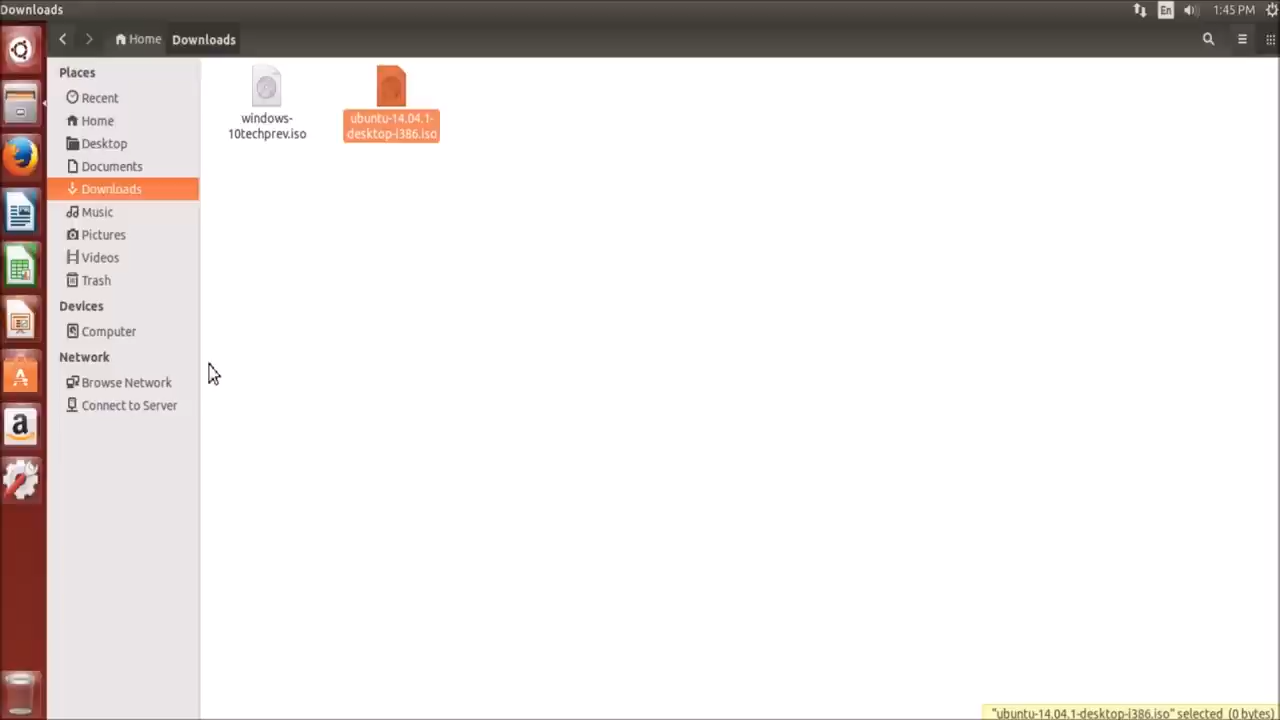 Downloads
En
1:45 PM
Home
Downloads
Places
Recent
Home
Desktop
Documents
Downloads
Music
Pictures
Videos
Trash
Devices
Computer
Network
Browse Network
Connect to Server
windows-
10techprev.iso
ubuntu-14.04.1-
desktop-i386.iso
"ubuntu-14.04.1-desktop-i386.iso" selected (0 bytes)